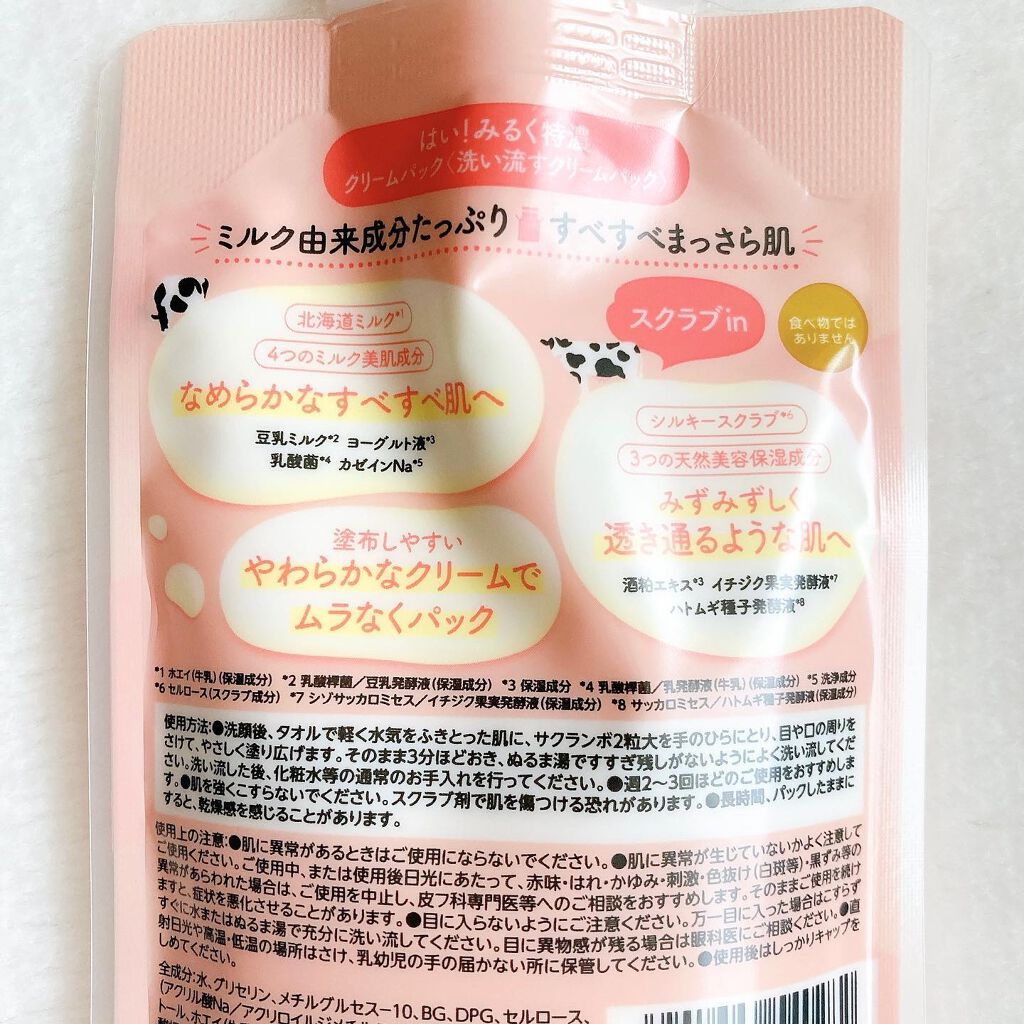 はい！みるく特濃
クリームパック〈洗い流すクリームパック〉
ミルク由来成分たっぷり すべすべまっさら肌
北海道ミルク*1
4つのミルク美肌成分
なめらかなすべすべ肌へ
豆乳ミルク*2 ヨーグルト液*3
乳酸菌*4 カゼインNa*5
スクラブin
食べ物では
ありません
シルキースクラブ*6
3つの天然美容保湿成分
みずみずしく
透き通るような肌へ
酒粕エキス*3 イチジク果実発酵液*7
ハトムギ種子発酵液*8
塗布しやすい
やわらかなクリームで
ムラなくパック
*1 ホエイ(牛乳)(保湿成分) *2 乳酸桿菌／豆乳発酵液(保湿成分) *3 保湿成分 *4 乳酸桿菌／乳発酵液(牛乳)(保湿成分) *5 洗浄成分
*6 セルロース(スクラブ成分) *7 シゾサッカロミセス／イチジク果実発酵液(保湿成分) *8 サッカロミセス／ハトムギ種子発酵液(保湿成分)
使用方法:●洗顔後、タオルで軽く水気をふきとった肌に、サクランボ2粒大を手のひらにとり、目や口の周りを
さけて、やさしく塗り広げます。そのまま3分ほどおき、ぬるま湯ですすぎ残しがないようによく洗い流してくだ
さい。洗い流した後、化粧水等の通常のお手入れを行ってください。●週2〜3回ほどのご使用をおすすめしま
す。●肌を強くこすらないでください。スクラブ剤で肌を傷つける恐れがあります。●長時間、パックしたままに
すると、乾燥感を感じることがあります。
使用上の注意:●肌に異常があるときはご使用にならないでください。●肌に異常が生じていないかよく注意して
ご使用ください。ご使用中、または使用後日光にあたって、赤味・はれ・かゆみ・刺激・色抜け(白斑等)・黒ずみ等の
異常があらわれた場合は、ご使用を中止し、皮フ科専門医等へのご相談をおすすめします。そのままご使用を続け
ますと、症状を悪化させることがあります。●目に入らないようにご注意ください。万一目に入った場合はこすらず
すぐに水またはぬるま湯で充分に洗い流してください。目に異物感が残る場合は眼科医にご相談ください。●直
射日光や高温・低温の場所はさけ、乳幼児の手の届かない所に保管してください。●使用後はしっかりキャップを
しめてください。
全成分:水、グリセリン、メチルグルセス-10、BG、DPG、セルロース、
(アクリル酸Na／アクリロイルジメチル
トール、ホエイ(牛